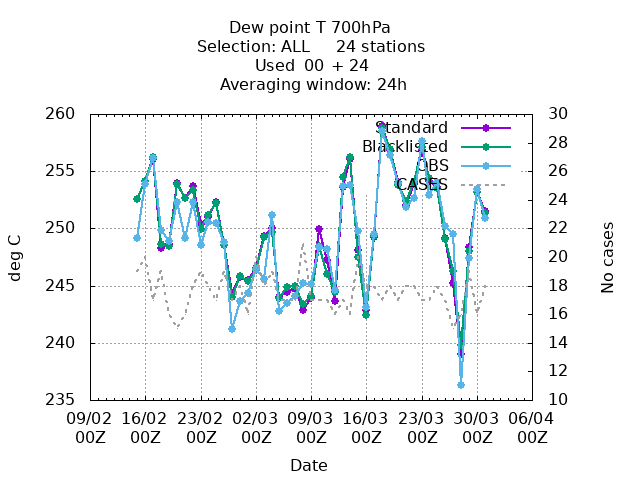 Dew point T 700hPa
Selection: ALL 24 stations
Used 00 + 24
Averaging window: 24h
260 30
Standard
28
Blacklisted
255 26
OBS
CASES
24
250 22
20
245 18
16
240 14
12
235 10
deg C
No cases
09/02 16/02 23/02 02/03 09/03 16/03 23/03 30/03 06/04
00Z 00Z 00Z 00Z 00Z 00Z 00Z 00Z 00Z
Date